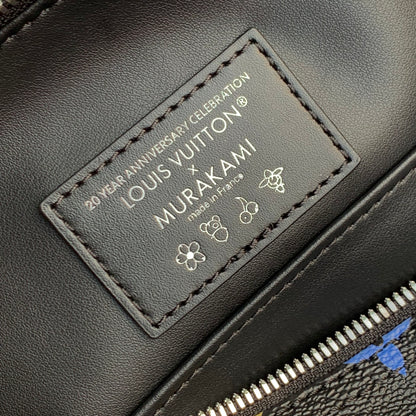 20 YEAR ANNIVERSARY CELEBRATION
LOUIS VUITTON®
×
MURAKAMI
made in France